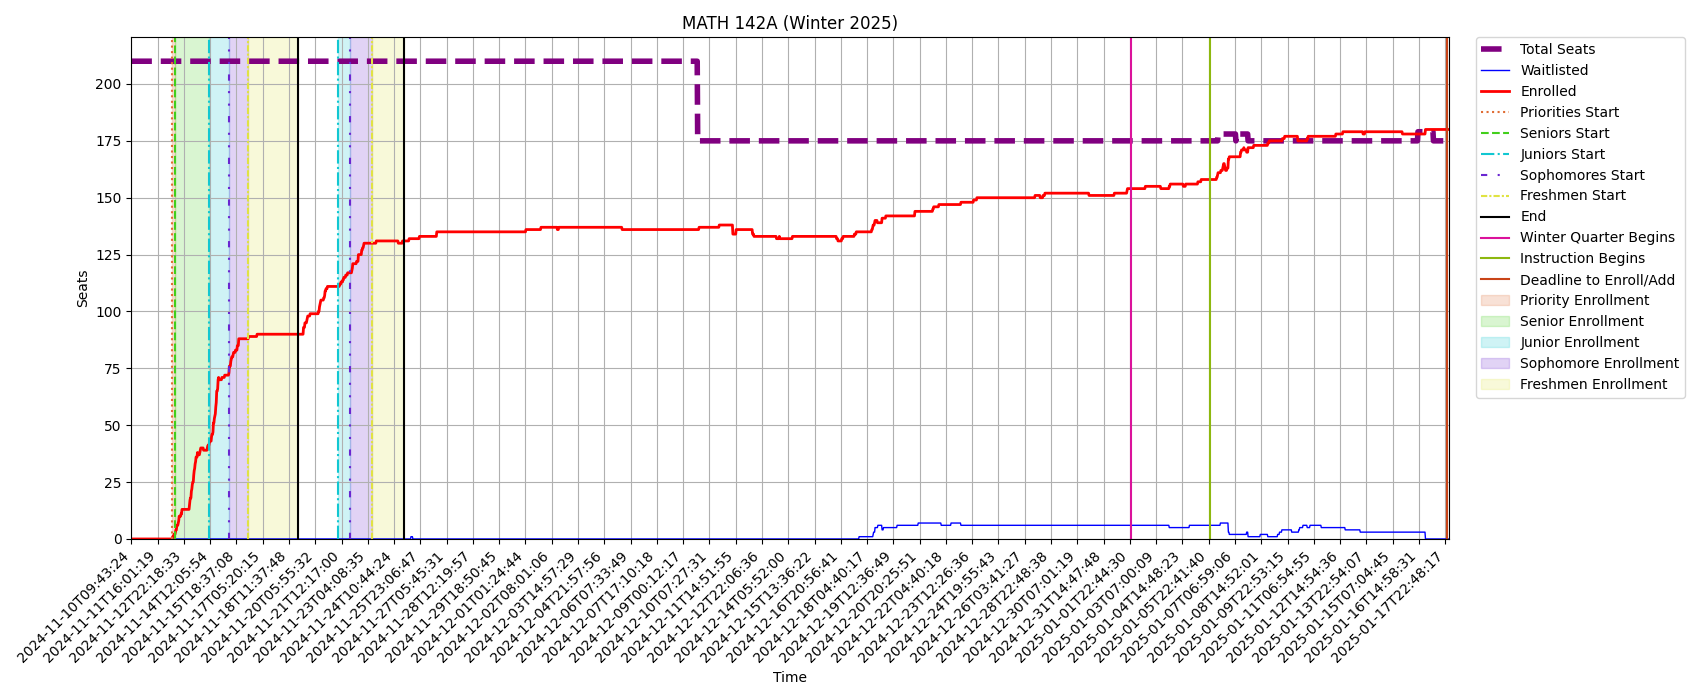 MATH 142A (Winter 2025)
Seats
200
175
150
125
100
75
50
25
0
2024-11-10T09:43:24
2024-11-11T16:01:19
2024-11-12T22:18:33
2024-11-14T12:05:54
2024-11-15T18:37:08
2024-11-17T05:20:15
2024-11-18T11:37:48
2024-11-20T05:55:32
2024-11-21T12:17:00
2024-11-23T04:08:35
2024-11-24T10:44:24
2024-11-25T23:06:47
2024-11-27T05:45:31
2024-11-28T12:19:57
2024-11-29T18:50:45
2024-12-01T01:24:44
2024-12-02T08:01:06
2024-12-03T14:57:29
2024-12-04T21:57:56
2024-12-06T07:33:49
2024-12-07T17:10:18
2024-12-09T00:12:17
2024-12-10T07:27:31
2024-12-11T14:51:55
2024-12-12T22:06:36
2024-12-14T05:52:00
2024-12-15T13:36:22
2024-12-16T20:56:41
2024-12-18T04:40:17
2024-12-19T12:36:49
2024-12-20T20:25:51
2024-12-22T04:40:18
2024-12-23T12:26:36
2024-12-24T19:55:43
2024-12-26T03:41:27
2024-12-28T22:48:38
2024-12-30T07:01:19
2024-12-31T14:47:48
2025-01-01T22:44:30
2025-01-03T07:00:09
2025-01-04T14:48:23
2025-01-05T22:41:40
2025-01-07T06:59:06
2025-01-08T14:52:01
2025-01-09T22:53:15
2025-01-11T06:54:55
2025-01-12T14:54:36
2025-01-13T22:54:07
2025-01-15T07:04:45
2025-01-16T14:58:31
2025-01-17T22:48:17
Time
Total Seats
Waitlisted
Enrolled
Priorities Start
Seniors Start
Juniors Start
Sophomores Start
Freshmen Start
End
Winter Quarter Begins
Instruction Begins
Deadline to Enroll/Add
Priority Enrollment
Senior Enrollment
Junior Enrollment
Sophomore Enrollment
Freshmen Enrollment